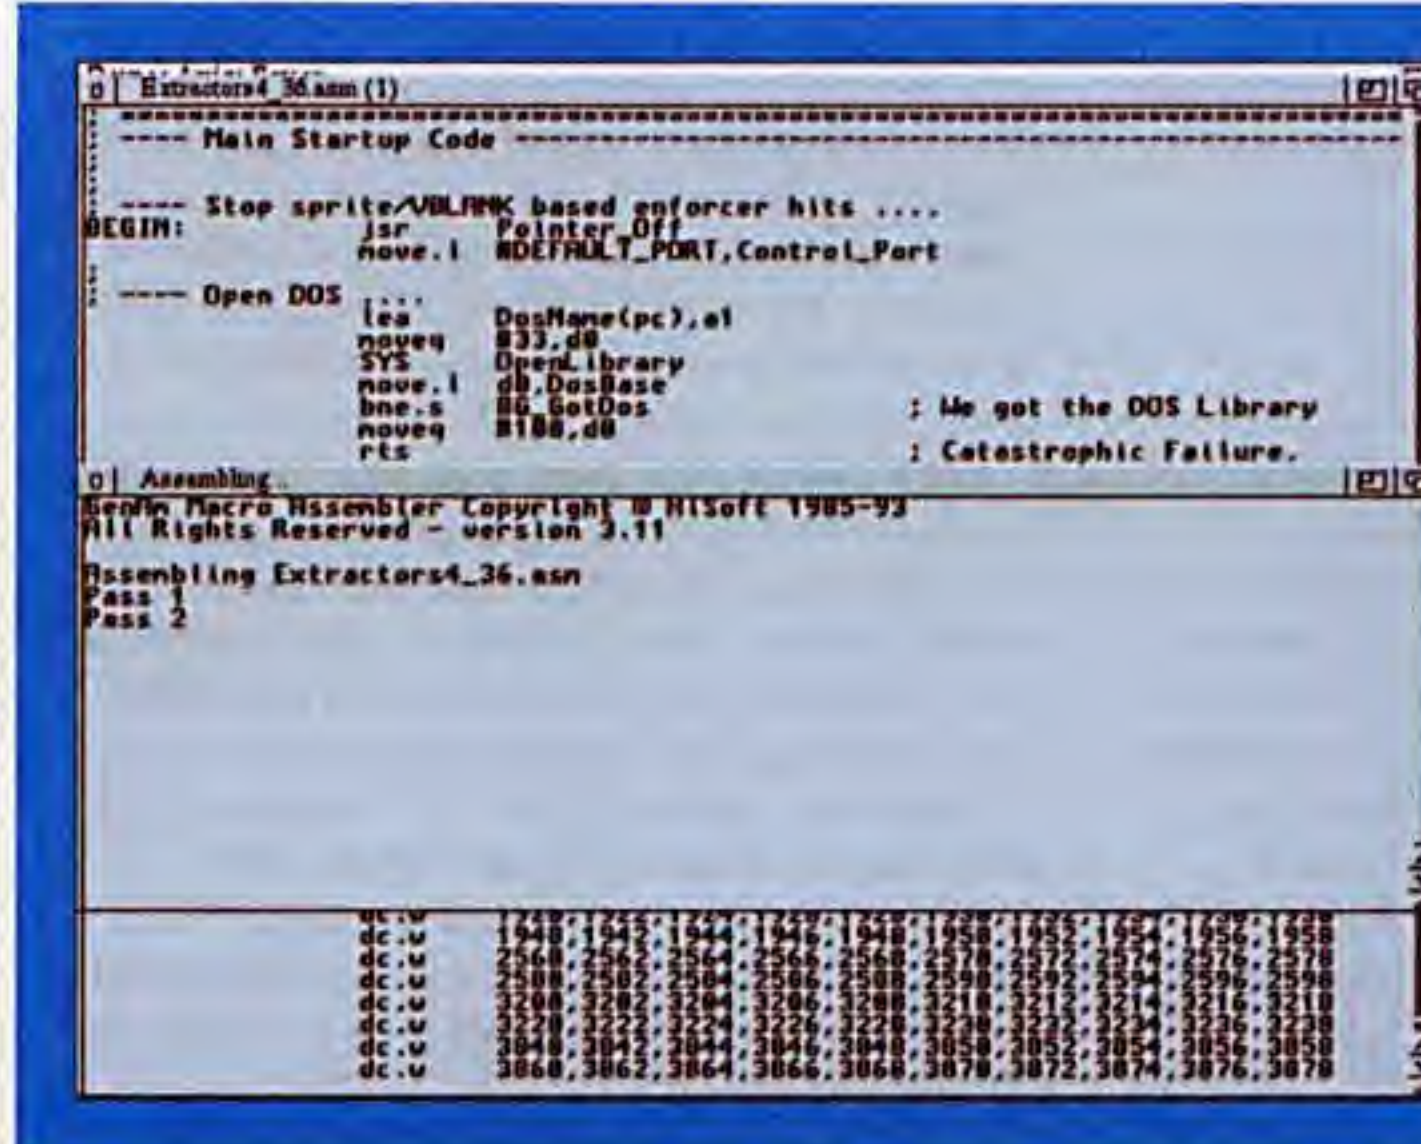 Extractors4_36.asm (1)
---- Main Startup Code ----
---- Stop sprite/VBLANK based enforcer hits ....
BEGIN: jsr Pointer_Off
move.l #DEFAULT_PORT,Control_Port
---- Open DOS ....
lea DosName(pc),a1
moveq #33,d0
SYS OpenLibrary
move.l d0,DosBase
bne.s BG_GotDos ; We got the DOS Library
moveq #100,d0
rts ; Catastrophic Failure.
Assembling..
GenAm Macro Assembler Copyright © HiSoft 1985-93
All Rights Reserved - version 3.11
Assembling Extractors4_36.asm
Pass 1
Pass 2
dc.w
dc.w 1940,1942,1944,1946,1948,1950,1952,1954,1956,1958
dc.w 2560,2562,2564,2566,2568,2570,2572,2574,2576,2578
dc.w 2580,2582,2584,2586,2588,2590,2592,2594,2596,2598
dc.w 3200,3202,3204,3206,3208,3210,3212,3214,3216,3218
dc.w 3220,3222,3224,3226,3228,3230,3232,3234,3236,3238
dc.w 3840,3842,3844,3846,3848,3850,3852,3854,3856,3858
dc.w 3860,3862,3864,3866,3868,3870,3872,3874,3876,3878